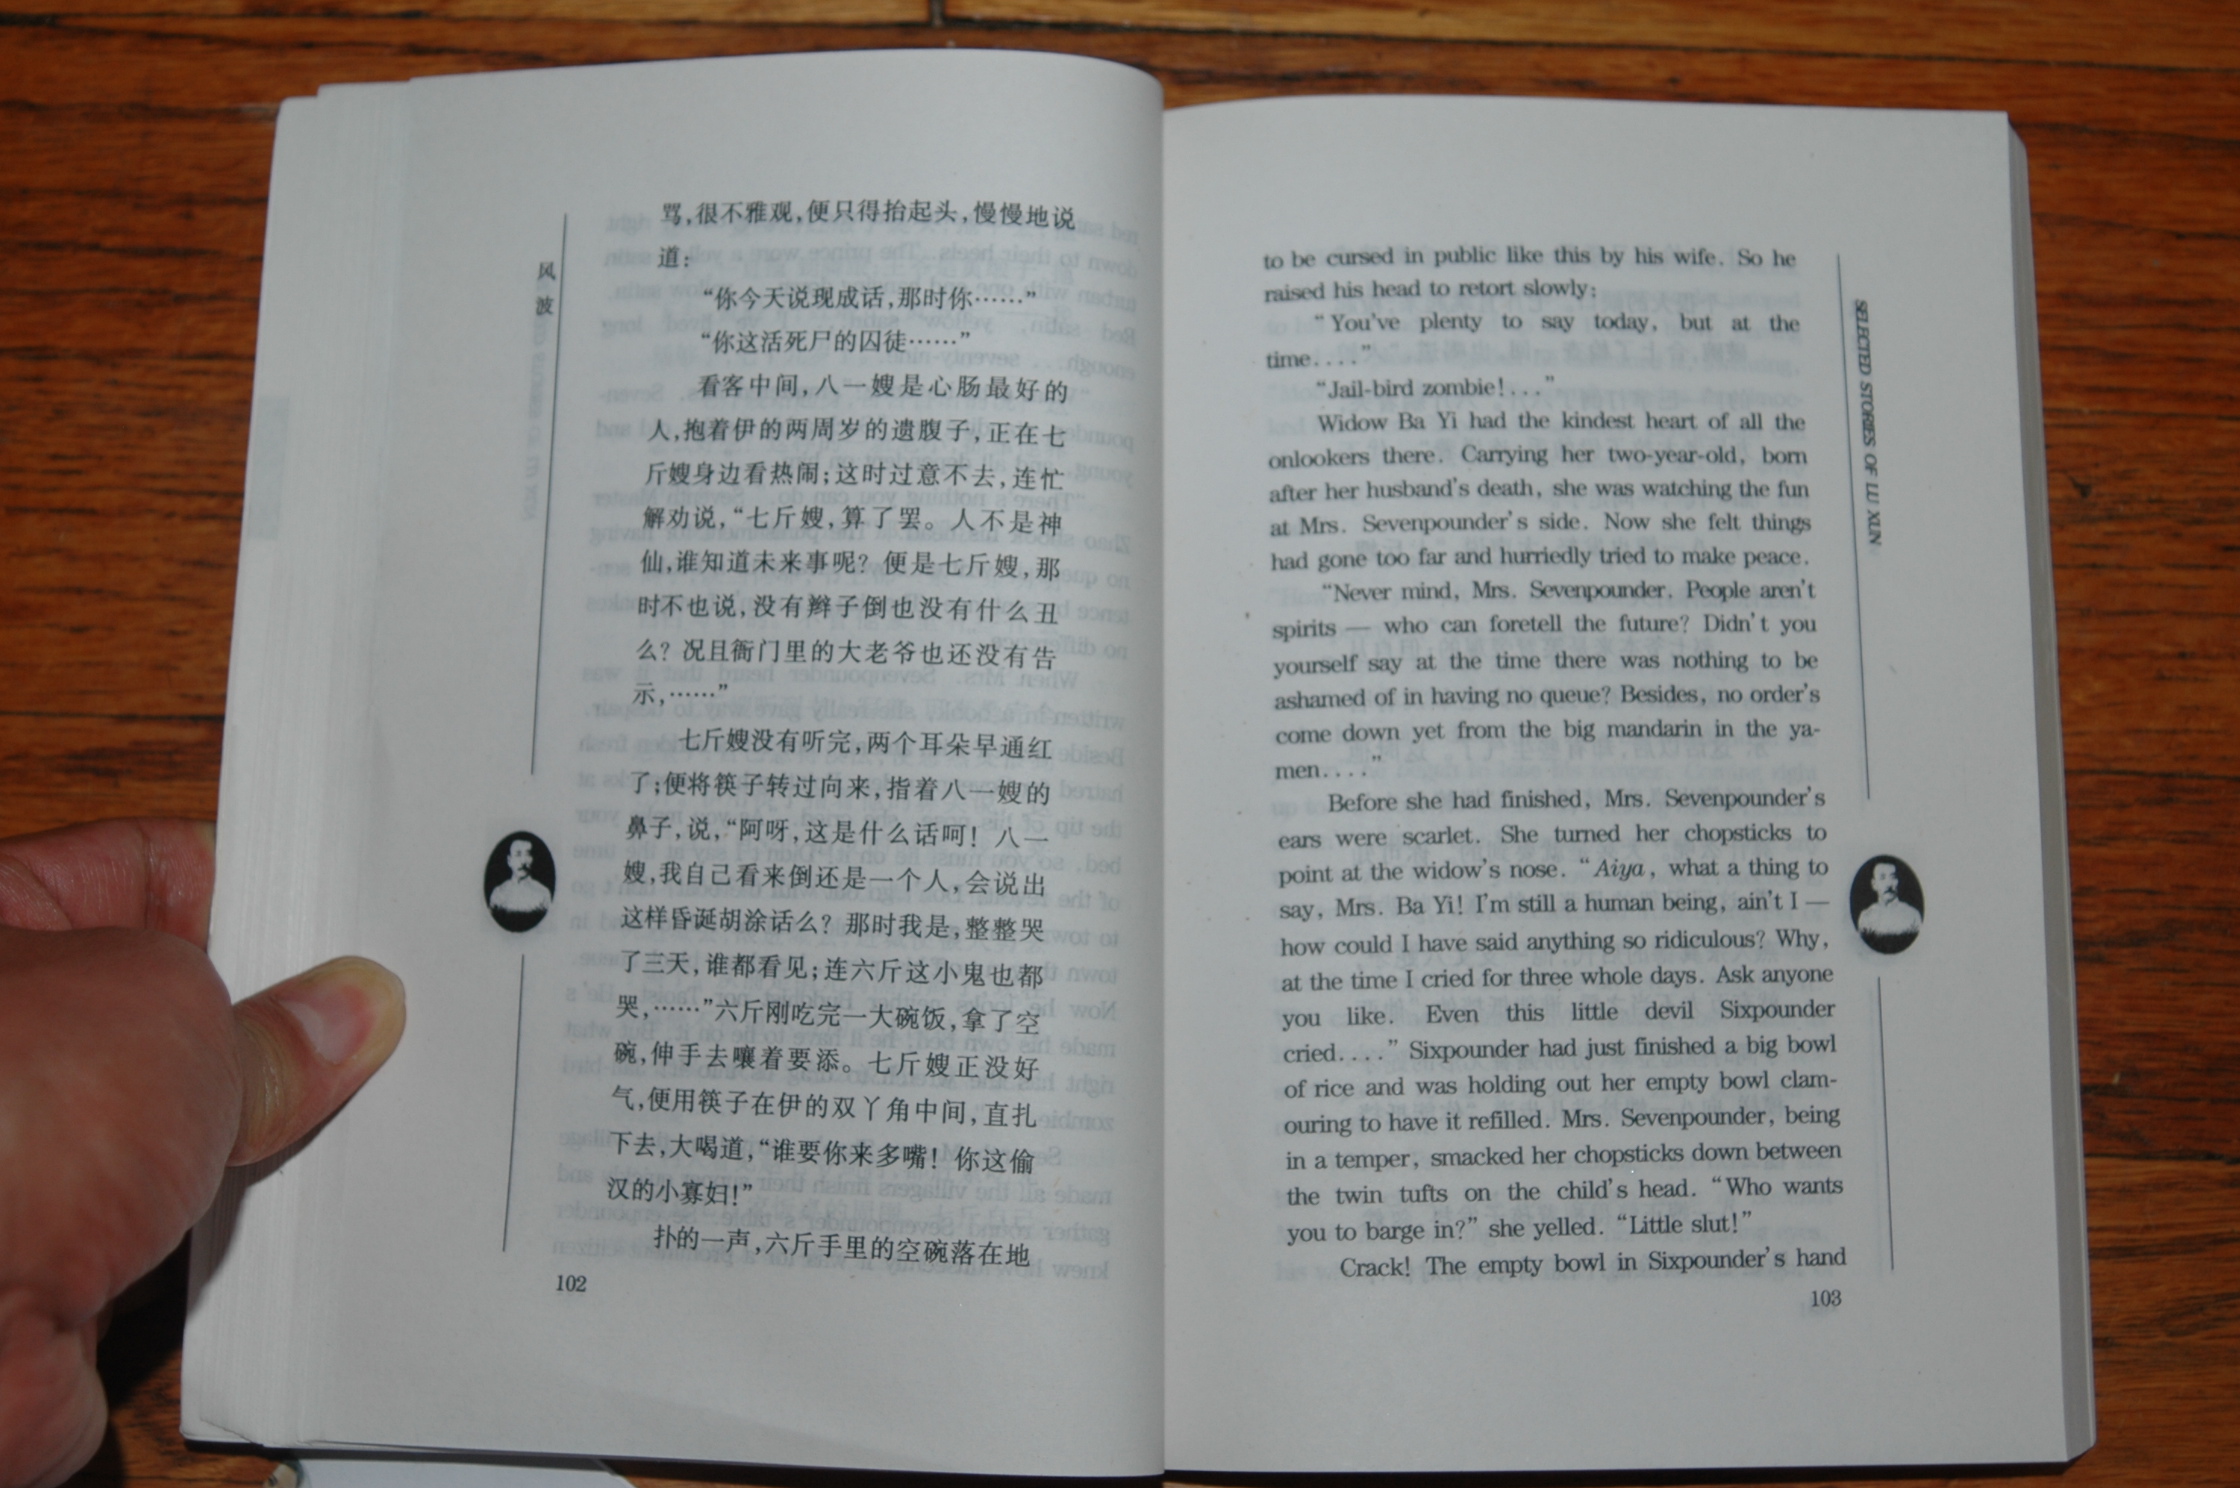 风
波
骂,很不雅观,便只得抬起头,慢慢地说
道:
“你今天说现成话,那时你……”
“你这活死尸的囚徒……”
看客中间,八一嫂是心肠最好的
人,抱着伊的两周岁的遗腹子,正在七
斤嫂身边看热闹;这时过意不去,连忙
解劝说,“七斤嫂,算了罢。人不是神
仙,谁知道未来事呢?便是七斤嫂,那
时不也说,没有辫子倒也没有什么丑
么?况且衙门里的大老爷也还没有告
示,……”
七斤嫂没有听完,两个耳朵早通红
了;便将筷子转过向来,指着八一嫂的
鼻子,说,“阿呀,这是什么话呵!八一
嫂,我自己看来倒还是一个人,会说出
这样昏诞胡涂话么?那时我是,整整哭
了三天,谁都看见;连六斤这小鬼也都
哭,……”六斤刚吃完一大碗饭,拿了空
碗,伸手去嚷着要添。七斤嫂正没好
气,便用筷子在伊的双丫角中间,直扎
下去,大喝道,“谁要你来多嘴!你这偷
汉的小寡妇!”
扑的一声,六斤手里的空碗落在地
102
SELECTED STORIES OF LU XUN
to be cursed in public like this by his wife. So he
raised his head to retort slowly:
“You've plenty to say today, but at the
time....”
“Jail-bird zombie!...”
Widow Ba Yi had the kindest heart of all the
onlookers there. Carrying her two-year-old, born
after her husband's death, she was watching the fun
at Mrs. Sevenpounder's side. Now she felt things
had gone too far and hurriedly tried to make peace.
“Never mind, Mrs. Sevenpounder. People aren't
spirits — who can foretell the future? Didn't you
yourself say at the time there was nothing to be
ashamed of in having no queue? Besides, no order's
come down yet from the big mandarin in the ya-
men....”
Before she had finished, Mrs. Sevenpounder's
ears were scarlet. She turned her chopsticks to
point at the widow's nose. “Aiya, what a thing to
say, Mrs. Ba Yi! I'm still a human being, ain't I —
how could I have said anything so ridiculous? Why,
at the time I cried for three whole days. Ask anyone
you like. Even this little devil Sixpounder
cried....” Sixpounder had just finished a big bowl
of rice and was holding out her empty bowl clam-
ouring to have it refilled. Mrs. Sevenpounder, being
in a temper, smacked her chopsticks down between
the twin tufts on the child's head. “Who wants
you to barge in?” she yelled. “Little slut!”
Crack! The empty bowl in Sixpounder's hand
103